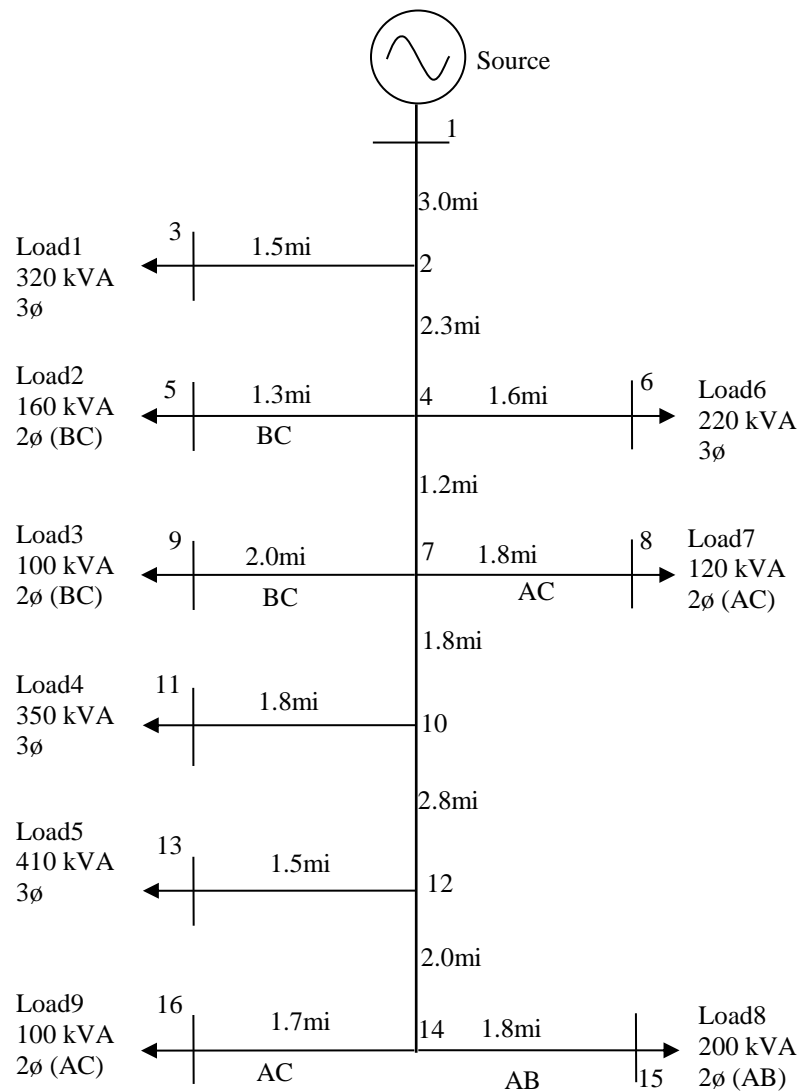 Source
1
3.0mi
3
1.5mi
Load1
320 kVA
3ø
2
2.3mi
Load2
160 kVA
2ø (BC)
5
1.3mi
BC
4
1.6mi
6
Load6
220 kVA
3ø
1.2mi
Load3
100 kVA
2ø (BC)
9
2.0mi
BC
7
1.8mi
AC
8
Load7
120 kVA
2ø (AC)
1.8mi
Load4
350 kVA
3ø
11
1.8mi
10
2.8mi
Load5
410 kVA
3ø
13
1.5mi
12
2.0mi
Load9
100 kVA
2ø (AC)
16
1.7mi
AC
14
1.8mi
AB
15
Load8
200 kVA
2ø (AB)